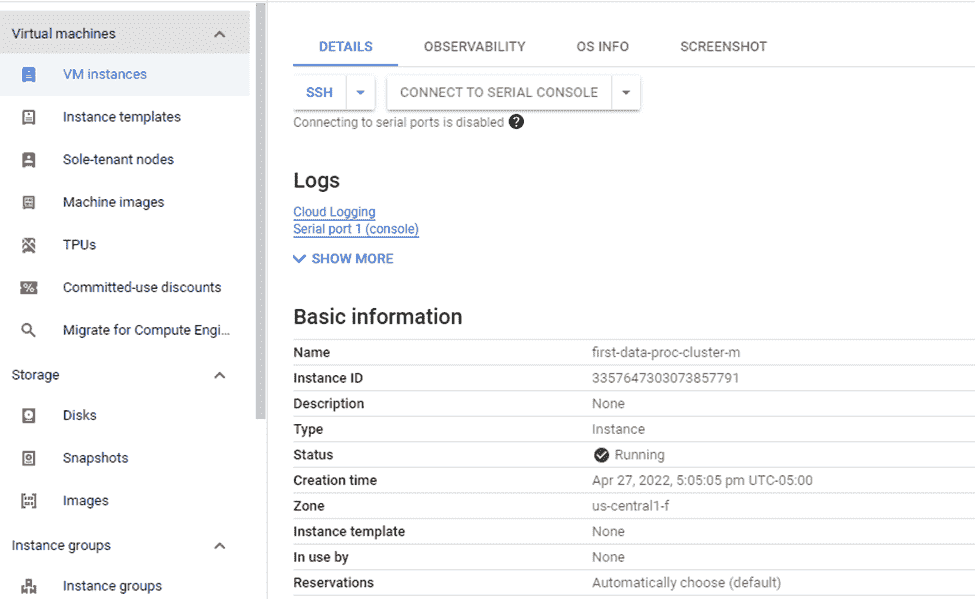 Virtual machines
VM instances
Instance templates
Sole-tenant nodes
Machine images
TPUs
Committed-use discounts
Migrate for Compute Engi...
Storage
Disks
Snapshots
Images
Instance groups
Instance groups
DETAILS OBSERVABILITY OS INFO SCREENSHOT
SSH CONNECT TO SERIAL CONSOLE
Connecting to serial ports is disabled ?
Logs
Cloud Logging
Serial port 1 (console)
SHOW MORE
Basic information
Name first-data-proc-cluster-m
Instance ID 3357647303073857791
Description None
Type Instance
Status Running
Creation time Apr 27, 2022, 5:05:05 pm UTC-05:00
Zone us-central1-f
Instance template None
In use by None
Reservations Automatically choose (default)